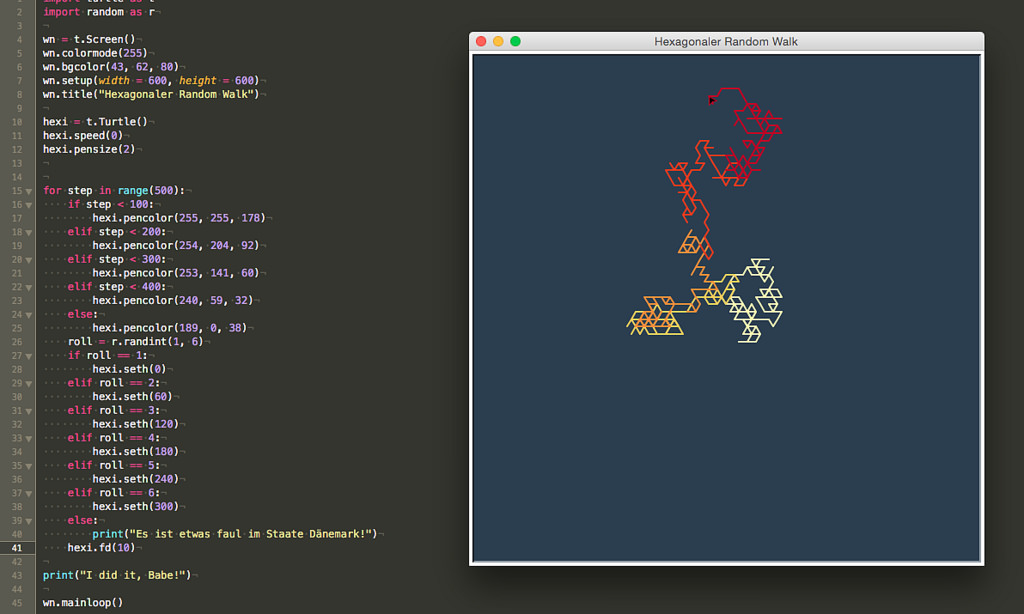 2 import random as r
3
4 wn = t.Screen()
5 wn.colormode(255)
6 wn.bgcolor(43, 62, 80)
7 wn.setup(width = 600, height = 600)
8 wn.title("Hexagonaler Random Walk")
9
10 hexi = t.Turtle()
11 hexi.speed(0)
12 hexi.pensize(2)
13
14
15 for step in range(500):
16     if step < 100:
17         hexi.pencolor(255, 255, 178)
18     elif step < 200:
19         hexi.pencolor(254, 204, 92)
20     elif step < 300:
21         hexi.pencolor(253, 141, 60)
22     elif step < 400:
23         hexi.pencolor(240, 59, 32)
24     else:
25         hexi.pencolor(189, 0, 38)
26     roll = r.randint(1, 6)
27     if roll == 1:
28         hexi.seth(0)
29     elif roll == 2:
30         hexi.seth(60)
31     elif roll == 3:
32         hexi.seth(120)
33     elif roll == 4:
34         hexi.seth(180)
35     elif roll == 5:
36         hexi.seth(240)
37     elif roll == 6:
38         hexi.seth(300)
39     else:
40         print("Es ist etwas faul im Staate Dänemark!")
41     hexi.fd(10)
42
43 print("I did it, Babe!")
44
45 wn.mainloop()
Hexagonaler Random Walk